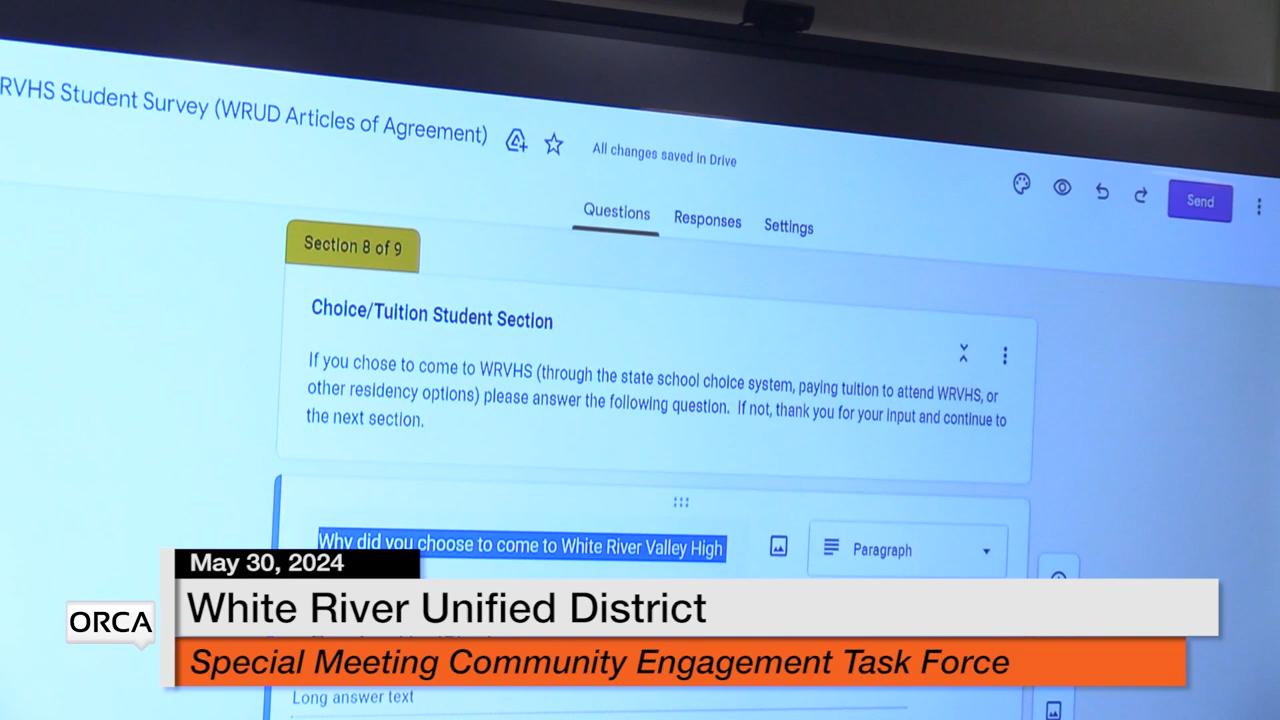 RVHS Student Survey (WRUD Articles of Agreement)
All changes saved in Drive
Send
Questions Responses Settings
Section 8 of 9
Choice/Tuition Student Section
If you chose to come to WRVHS (through the state school choice system, paying tuition to attend WRVHS, or
other residency options) please answer the following question. If not, thank you for your input and continue to
the next section.
Why did you choose to come to White River Valley High
Paragraph
May 30, 2024
White River Unified District
ORCA
Special Meeting Community Engagement Task Force
Long answer text